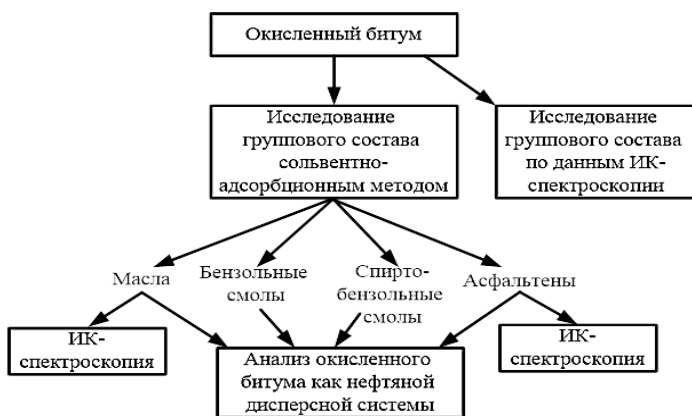 Окисленный битум
Исследование
группового состава
сольвентно-
адсорбционным методом
Исследование
группового состава
по данным ИК-
спектроскопии
Масла
Бензольные
смолы
Спирто-
бензольные
смолы
Асфальтены
ИК-
спектроскопия
Анализ окисленного
битума как нефтяной
дисперсной системы
ИК-
спектроскопия